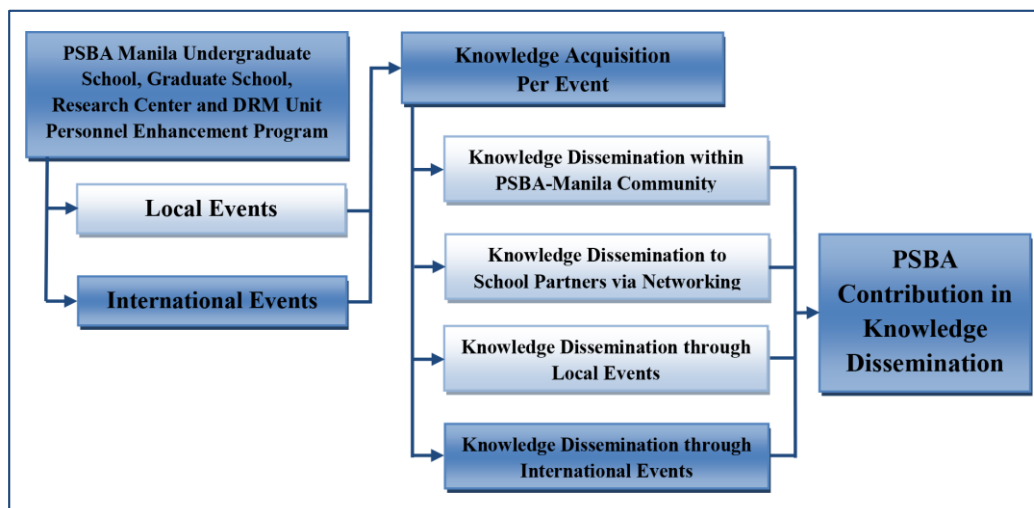 PSBA Manila Undergraduate
School, Graduate School,
Research Center and DRM Unit
Personnel Enhancement Program
Local Events
International Events
Knowledge Acquisition
Per Event
Knowledge Dissemination within
PSBA-Manila Community
Knowledge Dissemination to
School Partners via Networking
Knowledge Dissemination through
Local Events
Knowledge Dissemination through
International Events
PSBA
Contribution in
Knowledge
Dissemination